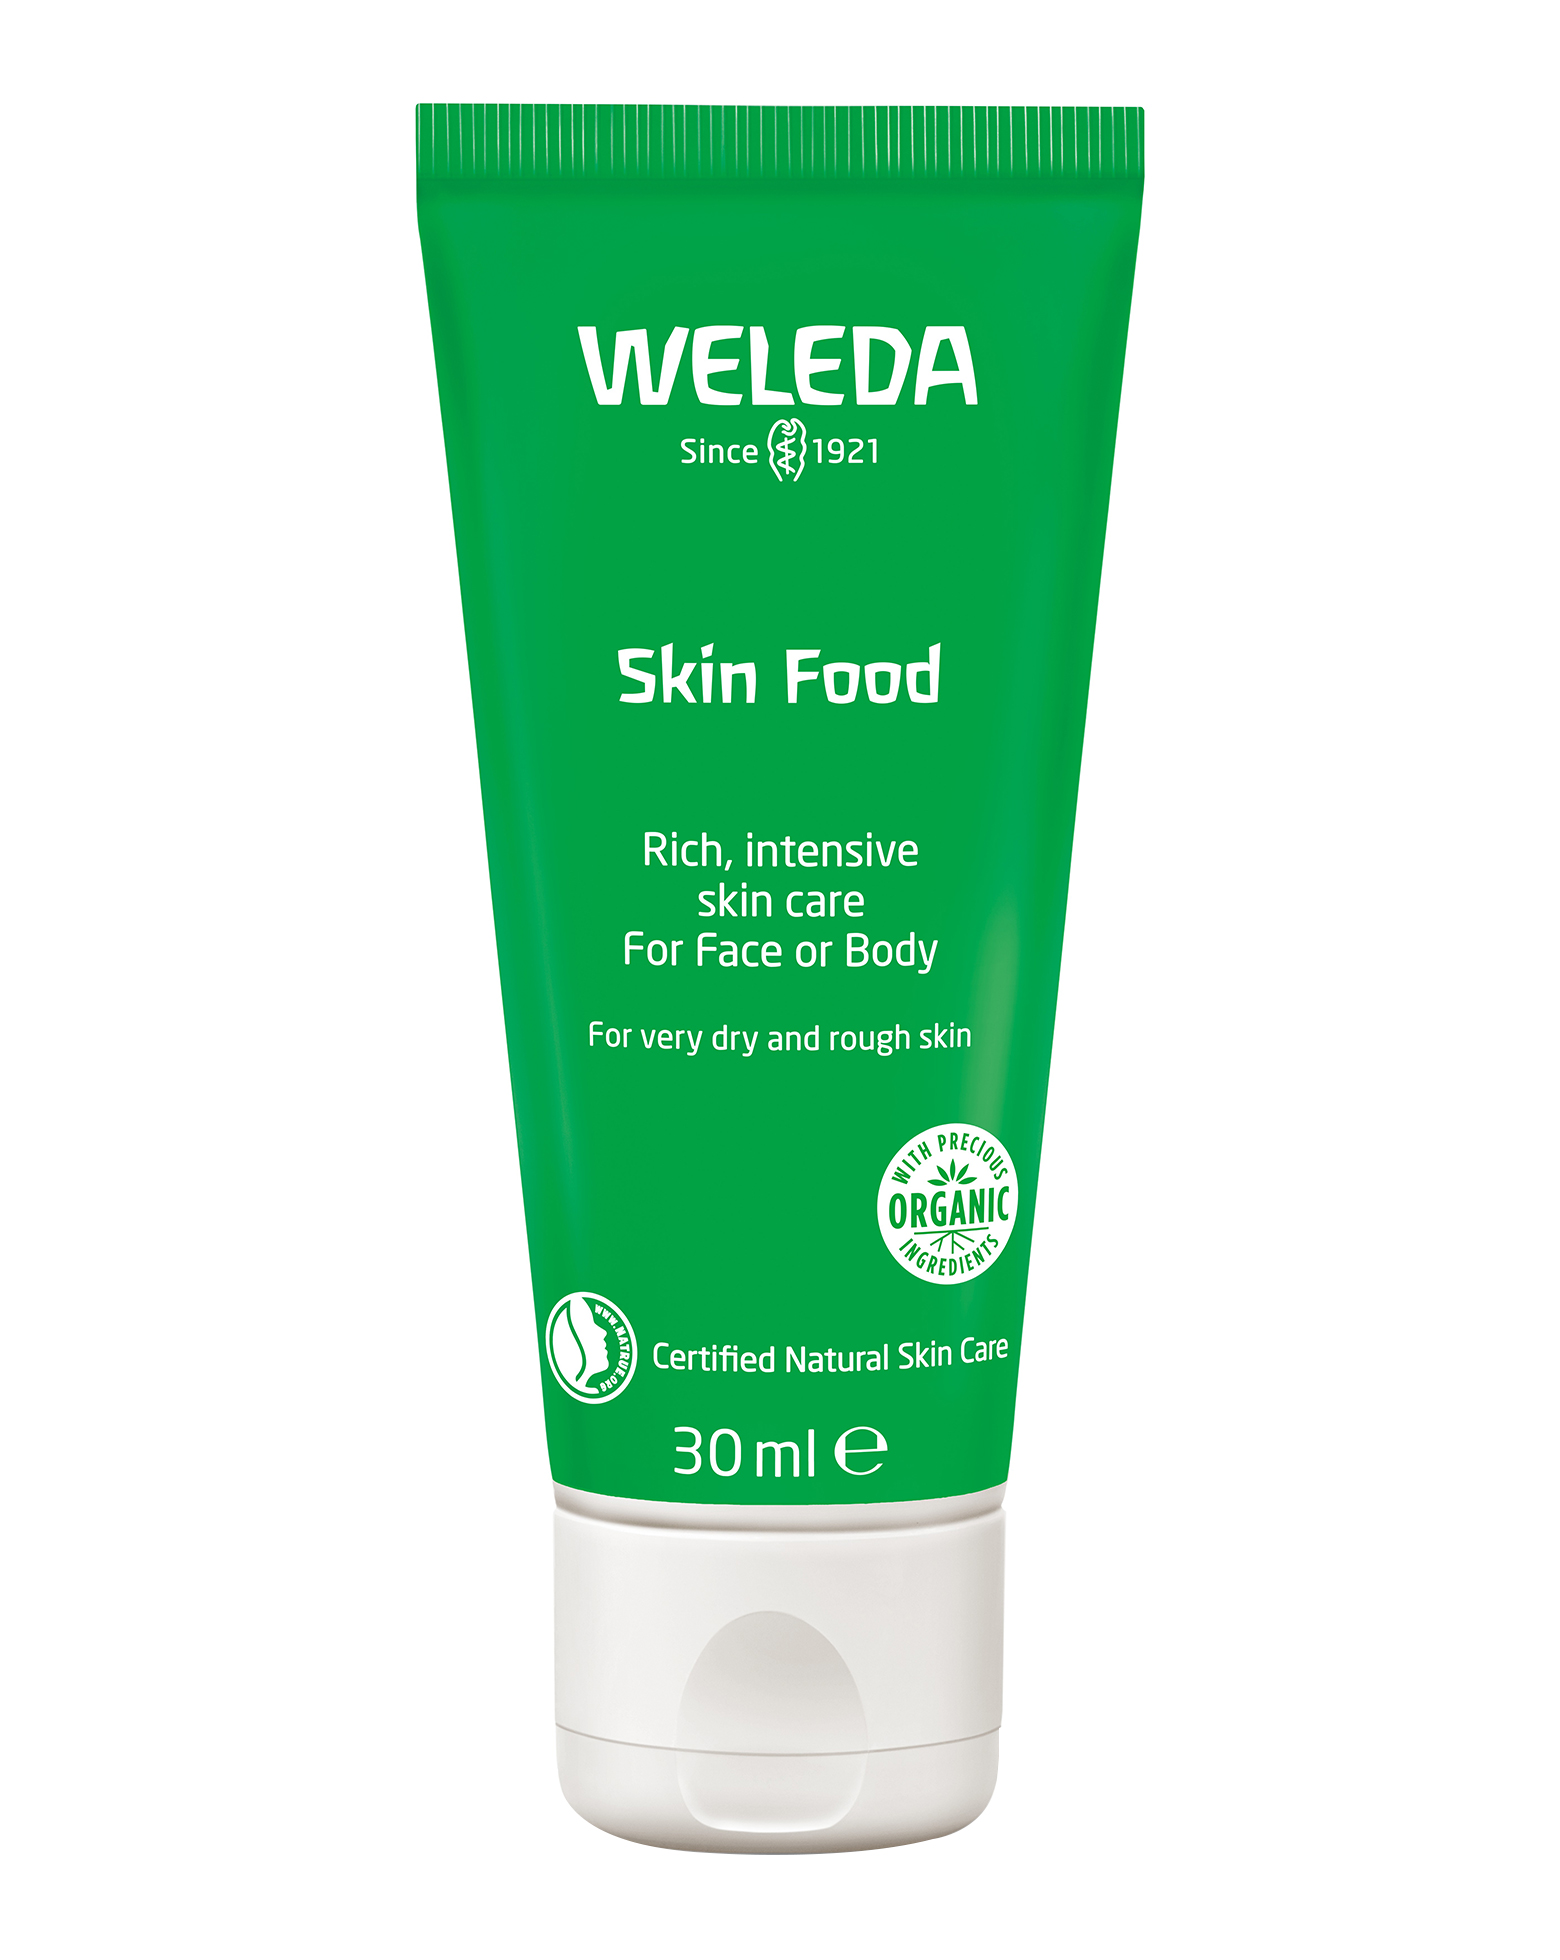 WELEDA
Since 1921
Skin Food
Rich, intensive
skin care
For Face or Body
For very dry and rough skin
WITH PRECIOUS
ORGANIC
INGREDIENTS
WWW.NATRUE.ORG
Certified Natural Skin Care
30 ml ℮